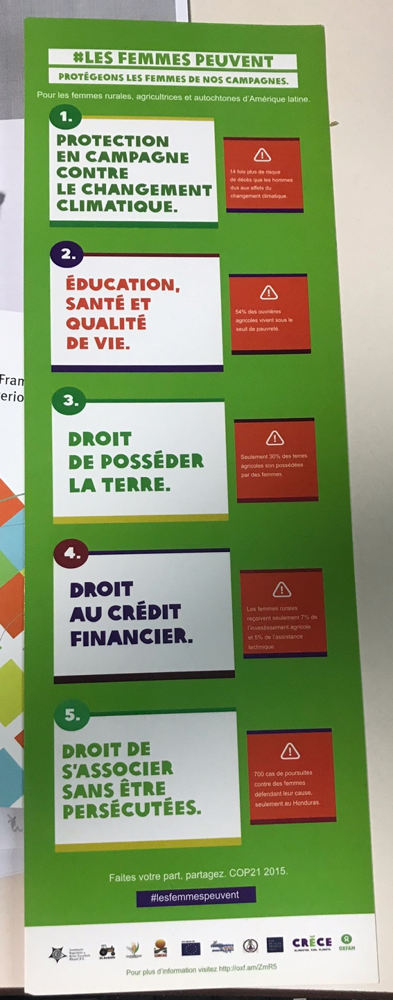 #LES FEMMES PEUVENT
PROTÉGEONS LES FEMMES DE NOS CAMPAGNES.
Pour les femmes rurales, agricultrices et autochtones d'Amérique latine.
1.
PROTECTION
EN CAMPAGNE
CONTRE
LE CHANGEMENT
CLIMATIQUE.
14 fois plus de risque
de décès que les hommes
dus aux effets du
changement climatique.
2.
ÉDUCATION,
SANTÉ ET
QUALITÉ
DE VIE.
54% des ouvrières
agricoles vivent sous le
seuil de pauvreté.
3.
DROIT
DE POSSÉDER
LA TERRE.
Seulement 30% des terres
agricoles son possédées
par des femmes.
4.
DROIT
AU CRÉDIT
FINANCIER.
Les femmes rurales
reçoivent seulement 7% de
l'investissement agricole
et 5% de l'assistance
technique.
5.
DROIT DE
S'ASSOCIER
SANS ÊTRE
PERSÉCUTÉES.
700 cas de poursuites
contre des femmes
défendant leur cause,
seulement au Honduras.
Faites votre part, partagez. COP21 2015.
#lesfemmespeuvent
CONTAG
CRĔCE
ALIMENTOS. VIDA. PLANETA.
OXFAM
Pour plus d'information visitez http://oxf.am/ZmR5
Fram
erio